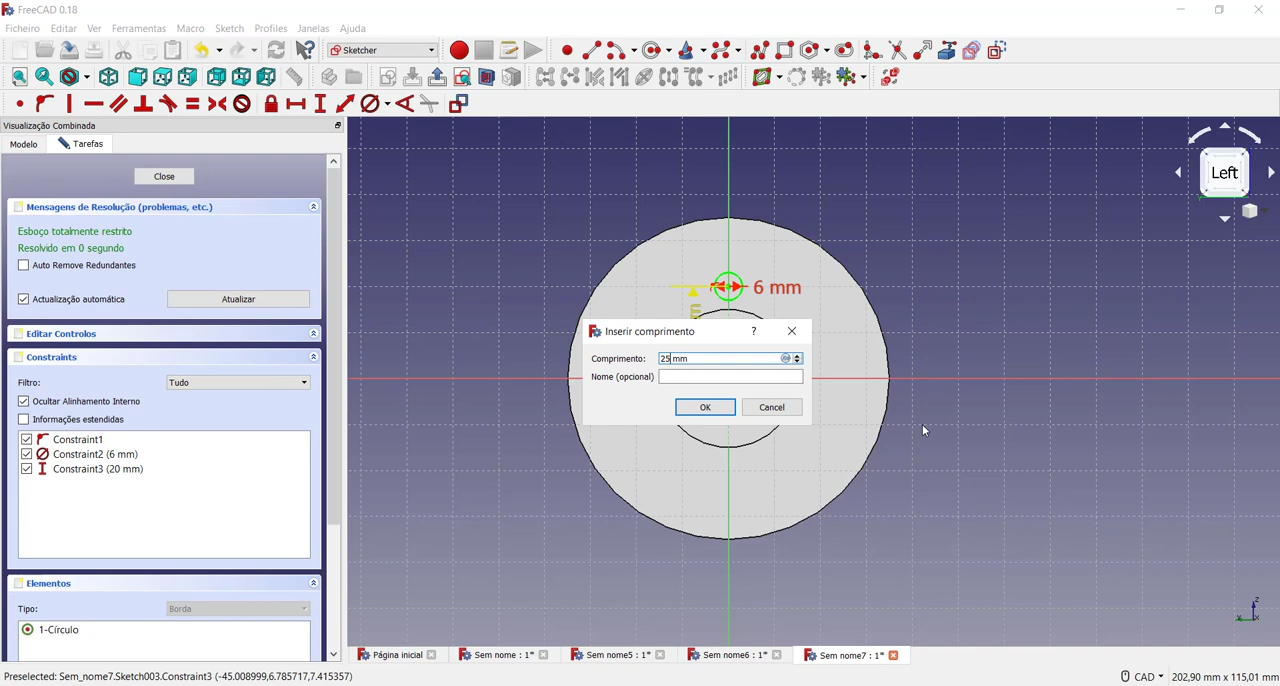 FreeCAD 0.18
Ficheiro Editar Ver Ferramentas Macro Sketch Profiles Janelas Ajuda
Sketcher
Visualização Combinada
Modelo Tarefas
Close
Mensagens de Resolução (problemas, etc.)
Esboço totalmente restrito
Resolvido em 0 segundo
Auto Remove Redundantes
Actualização automática Atualizar
Editar Controlos
Constraints
Filtro: Tudo
Ocultar Alinhamento Interno
Informações estendidas
Constraint1
Constraint2 (6 mm)
Constraint3 (20 mm)
Elementos
Tipo: Borda
1-Círculo
Left
6 mm
Inserir comprimento ?
Comprimento: 25 mm
Nome (opcional)
OK Cancel
z
Y x
Página inicial Sem nome : 1* Sem nome5 : 1* Sem nome6 : 1* Sem nome7 : 1*
Preselected: Sem_nome7.Sketch003.Constraint3 (-45.008999,6.785717,7.415357) CAD 202,90 mm x 115,01 mm